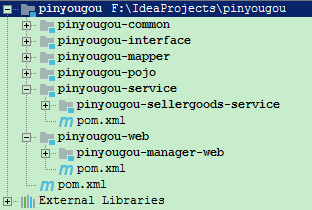 pinyougou F:\IdeaProjects\pinyougou
pinyougou-common
pinyougou-interface
pinyougou-mapper
pinyougou-pojo
pinyougou-service
pinyougou-sellergoods-service
pom.xml
pinyougou-web
pinyougou-manager-web
pom.xml
pom.xml
External Libraries